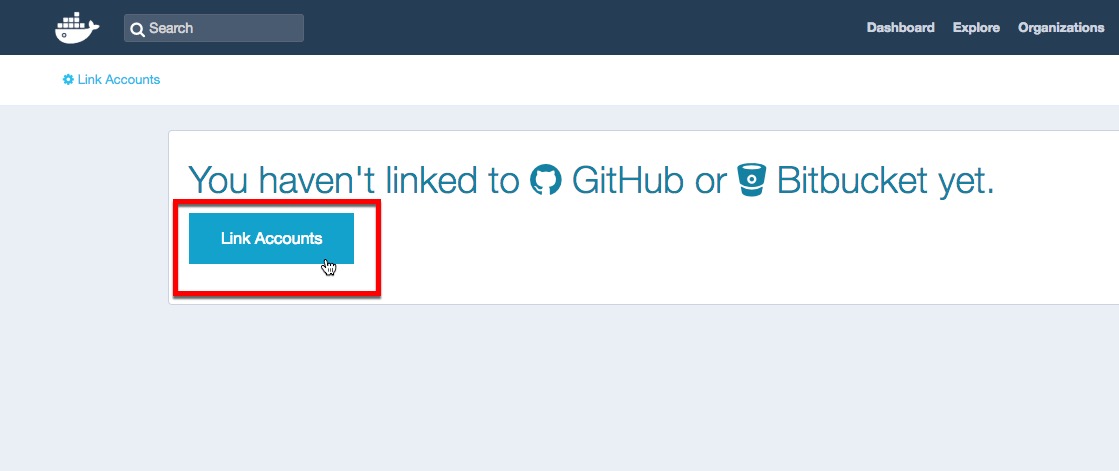 Search
Dashboard Explore Organizations
Link Accounts
You haven't linked to GitHub or Bitbucket yet.
Link Accounts